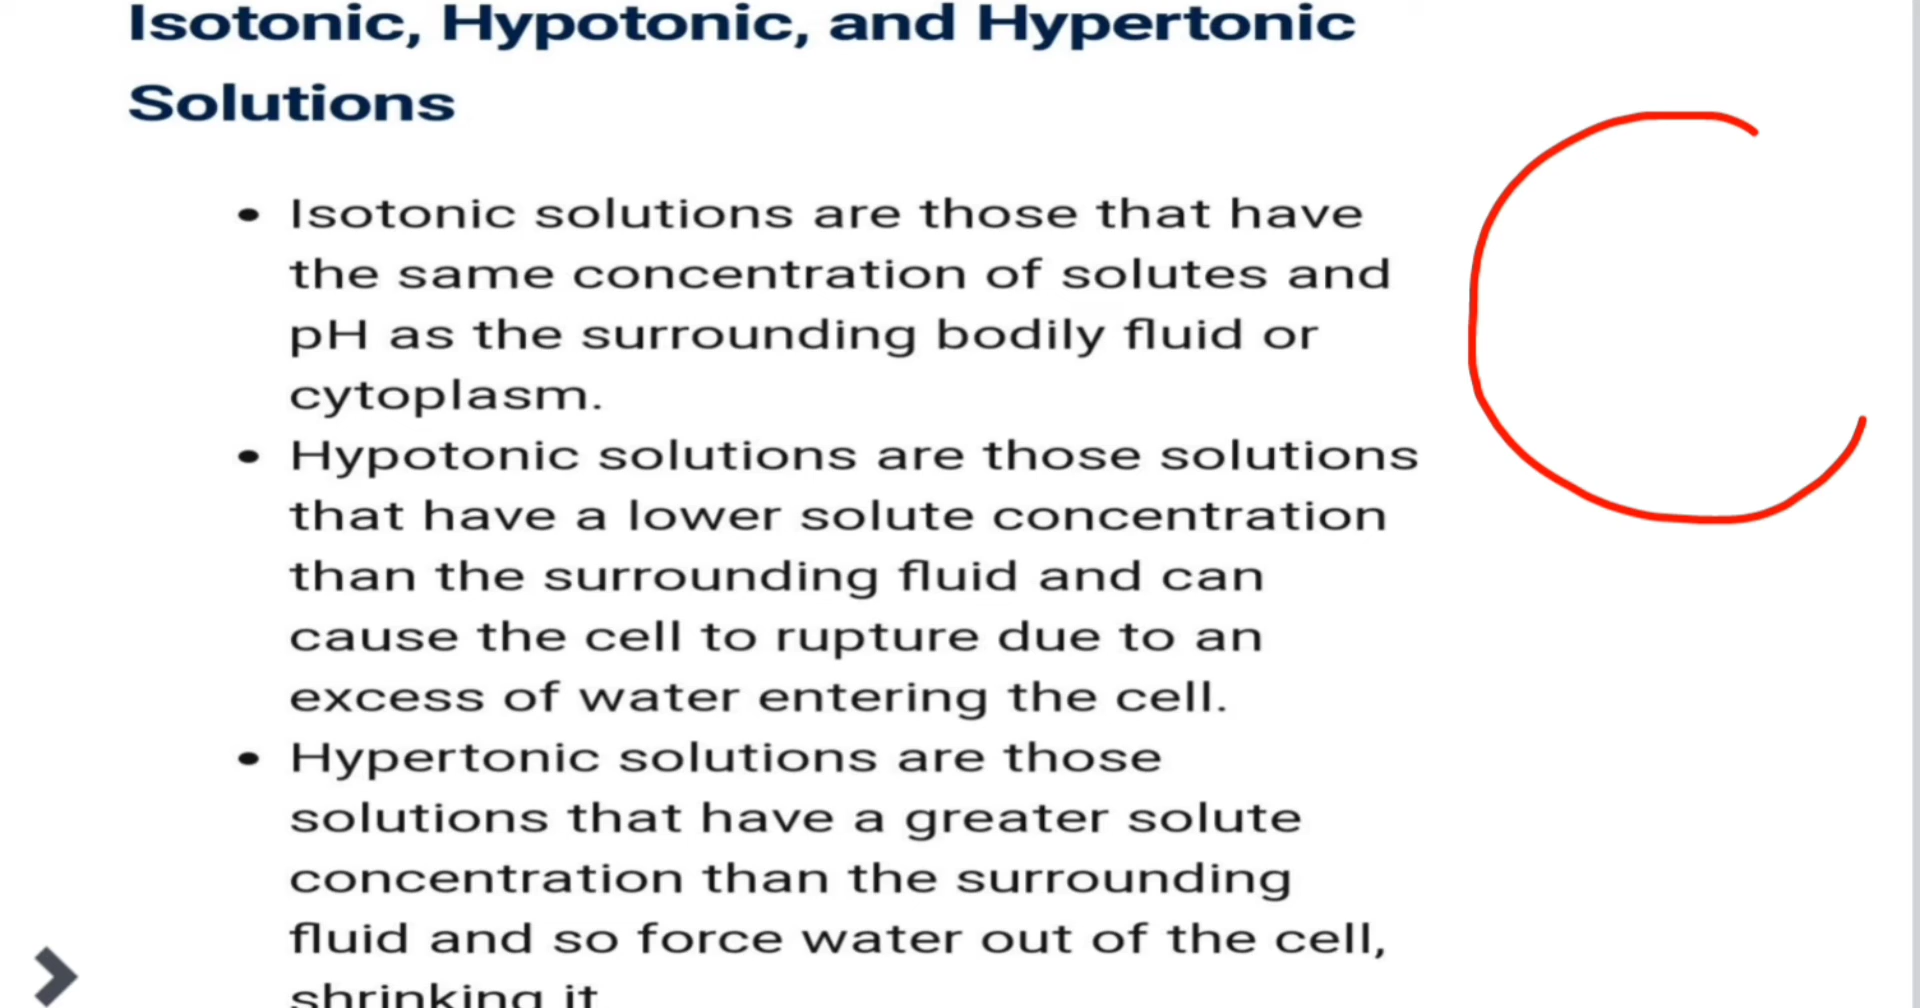 Isotonic, Hypotonic, and Hypertonic
Solutions
• Isotonic solutions are those that have
the same concentration of solutes and
pH as the surrounding bodily fluid or
cytoplasm.
• Hypotonic solutions are those solutions
that have a lower solute concentration
than the surrounding fluid and can
cause the cell to rupture due to an
excess of water entering the cell.
• Hypertonic solutions are those
solutions that have a greater solute
concentration than the surrounding
fluid and so force water out of the cell,
shrinking it